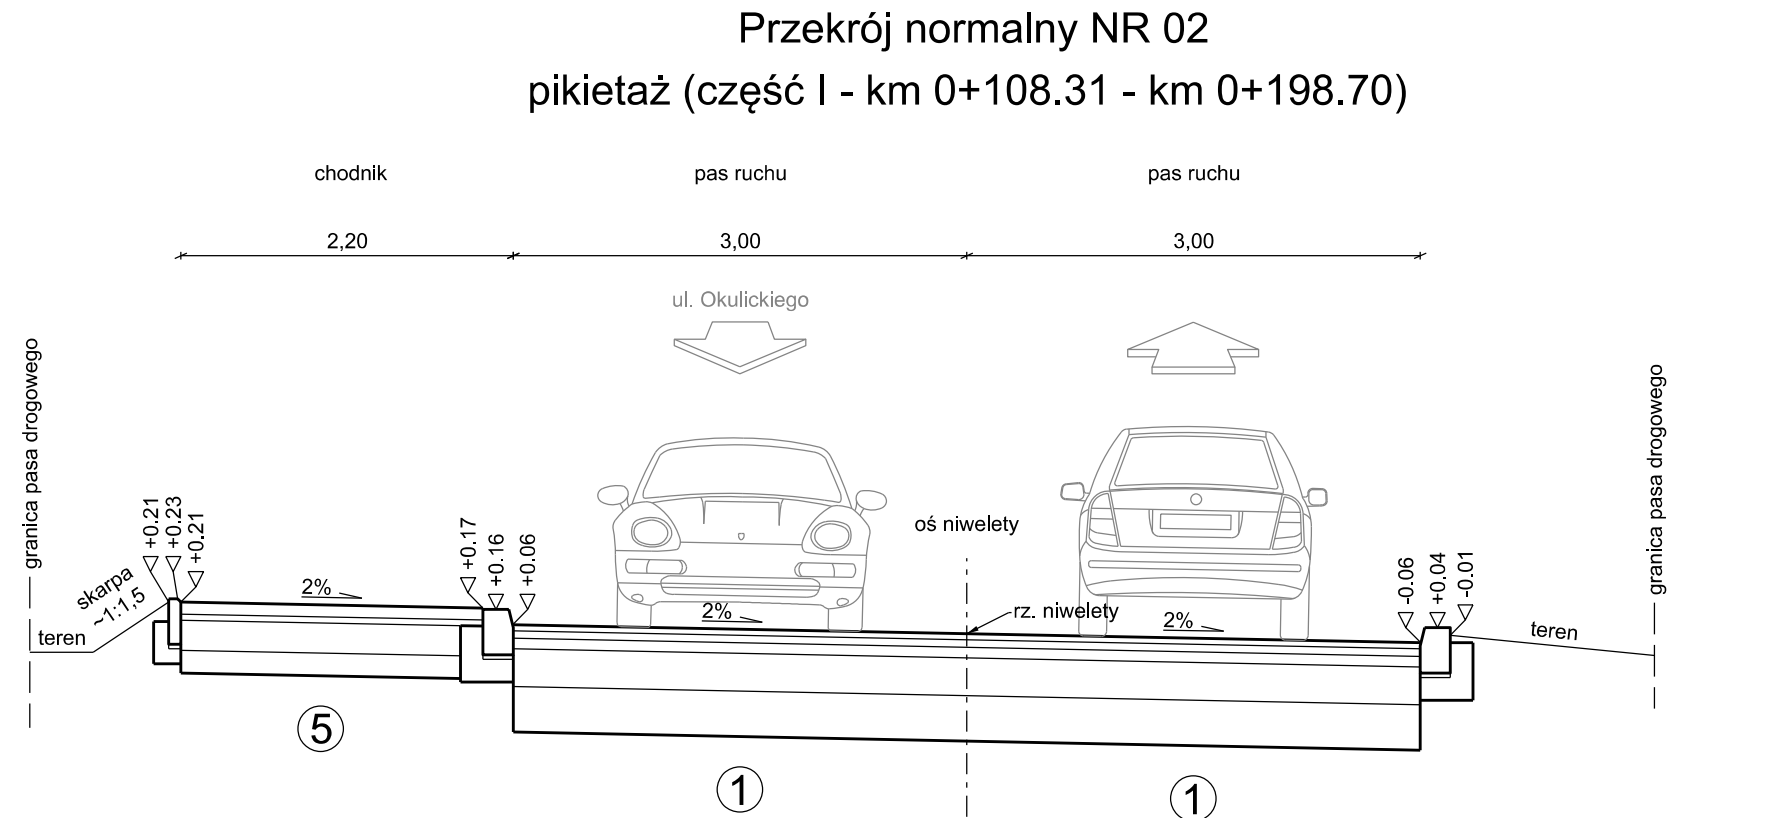 Przekrój normalny NR 02
pikietaż (część I - km 0+108.31 - km 0+198.70)
chodnik
pas ruchu
pas ruchu
2,20
3,00
3,00
ul. Okulickiego
granica pasa drogowego
skarpa
~1:1,5
teren
+0.21
+0.23
+0.21
2%
+0.17
+0.16
+0.06
2%
oś niwelety
rz. niwelety
2%
-0.06
+0.04
-0.01
teren
granica pasa drogowego
5
1
1